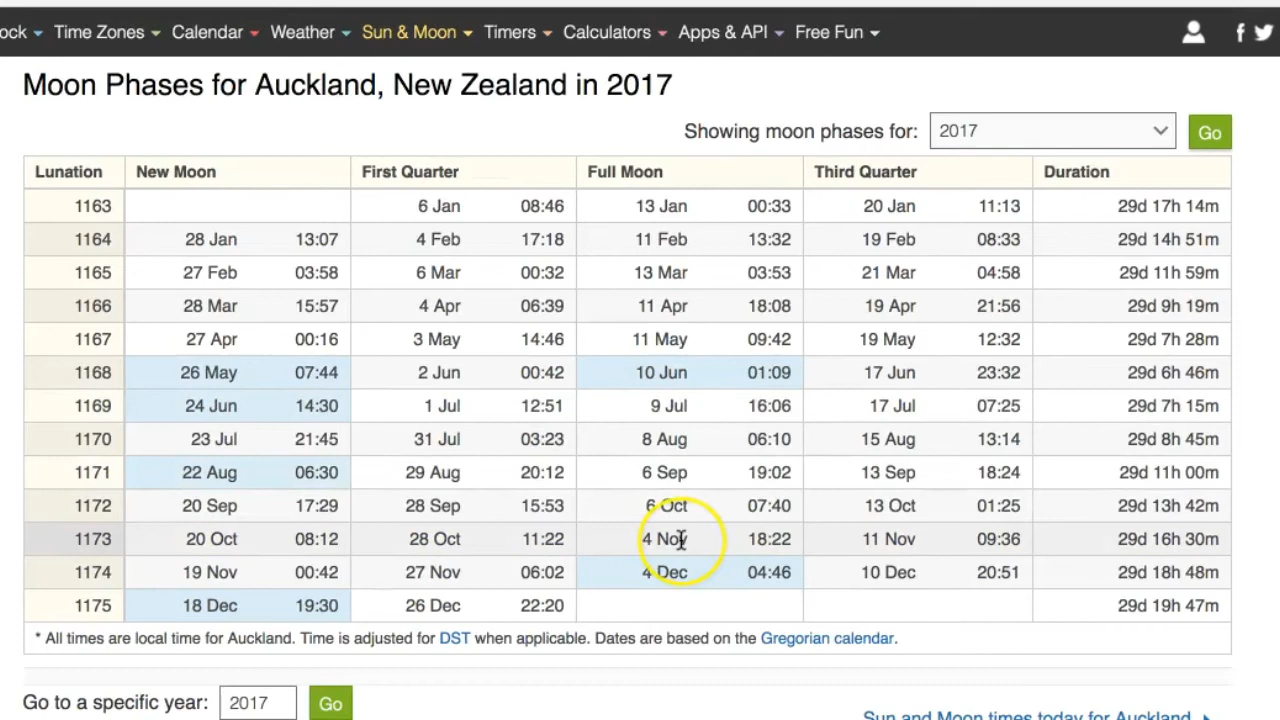 ock Time Zones Calendar Weather Sun & Moon Timers Calculators Apps & API Free Fun
Moon Phases for Auckland, New Zealand in 2017
Showing moon phases for: 2017 Go
Lunation New Moon First Quarter Full Moon Third Quarter Duration
1163 6 Jan 08:46 13 Jan 00:33 20 Jan 11:13 29d 17h 14m
1164 28 Jan 13:07 4 Feb 17:18 11 Feb 13:32 19 Feb 08:33 29d 14h 51m
1165 27 Feb 03:58 6 Mar 00:32 13 Mar 03:53 21 Mar 04:58 29d 11h 59m
1166 28 Mar 15:57 4 Apr 06:39 11 Apr 18:08 19 Apr 21:56 29d 9h 19m
1167 27 Apr 00:16 3 May 14:46 11 May 09:42 19 May 12:32 29d 7h 28m
1168 26 May 07:44 2 Jun 00:42 10 Jun 01:09 17 Jun 23:32 29d 6h 46m
1169 24 Jun 14:30 1 Jul 12:51 9 Jul 16:06 17 Jul 07:25 29d 7h 15m
1170 23 Jul 21:45 31 Jul 03:23 8 Aug 06:10 15 Aug 13:14 29d 8h 45m
1171 22 Aug 06:30 29 Aug 20:12 6 Sep 19:02 13 Sep 18:24 29d 11h 00m
1172 20 Sep 17:29 28 Sep 15:53 6 Oct 07:40 13 Oct 01:25 29d 13h 42m
1173 20 Oct 08:12 28 Oct 11:22 4 Nov 18:22 11 Nov 09:36 29d 16h 30m
1174 19 Nov 00:42 27 Nov 06:02 4 Dec 04:46 10 Dec 20:51 29d 18h 48m
1175 18 Dec 19:30 26 Dec 22:20 29d 19h 47m
* All times are local time for Auckland. Time is adjusted for DST when applicable. Dates are based on the Gregorian calendar.
Go to a specific year: 2017 Go
Sun and Moon times today for Auckland